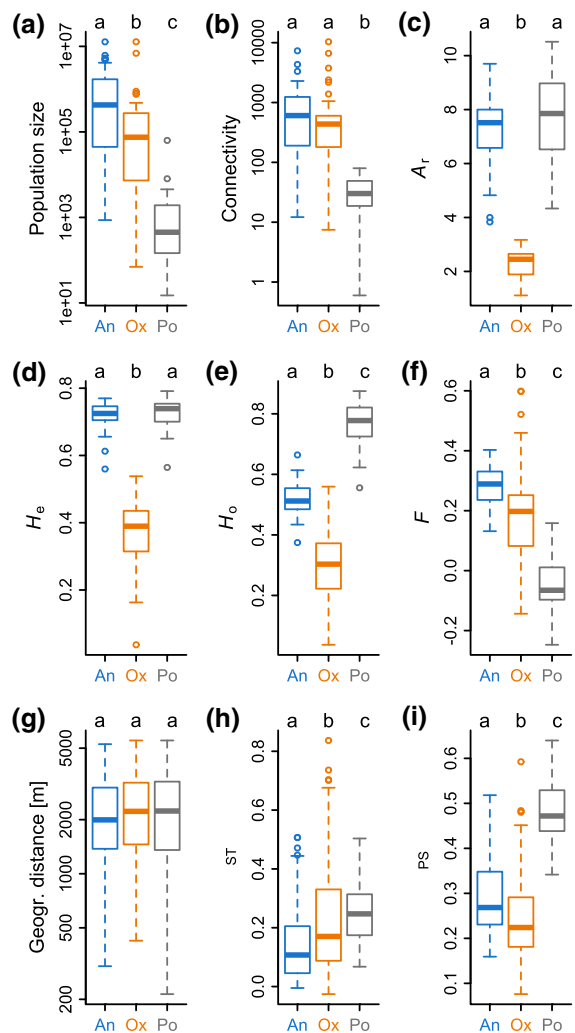 (a) a b c
Population size
1e+07
1e+05
1e+03
1e+01
An Ox Po
(b) a a b
Connectivity
10000
1000
100
10
1
An Ox Po
(c) a b a
Ar
10
8
6
4
2
An Ox Po
(d) a b a
He
0.8
0.6
0.4
0.2
An Ox Po
(e) a b c
Ho
0.8
0.6
0.4
0.2
An Ox Po
(f) a b c
F
0.6
0.4
0.2
0.0
-0.2
An Ox Po
(g) a a a
Geogr. distance [m]
5000
2000
1000
500
200
An Ox Po
(h) a b c
ST
0.8
0.6
0.4
0.2
0.0
An Ox Po
(i) a b c
PS
0.6
0.5
0.4
0.3
0.2
0.1
An Ox Po